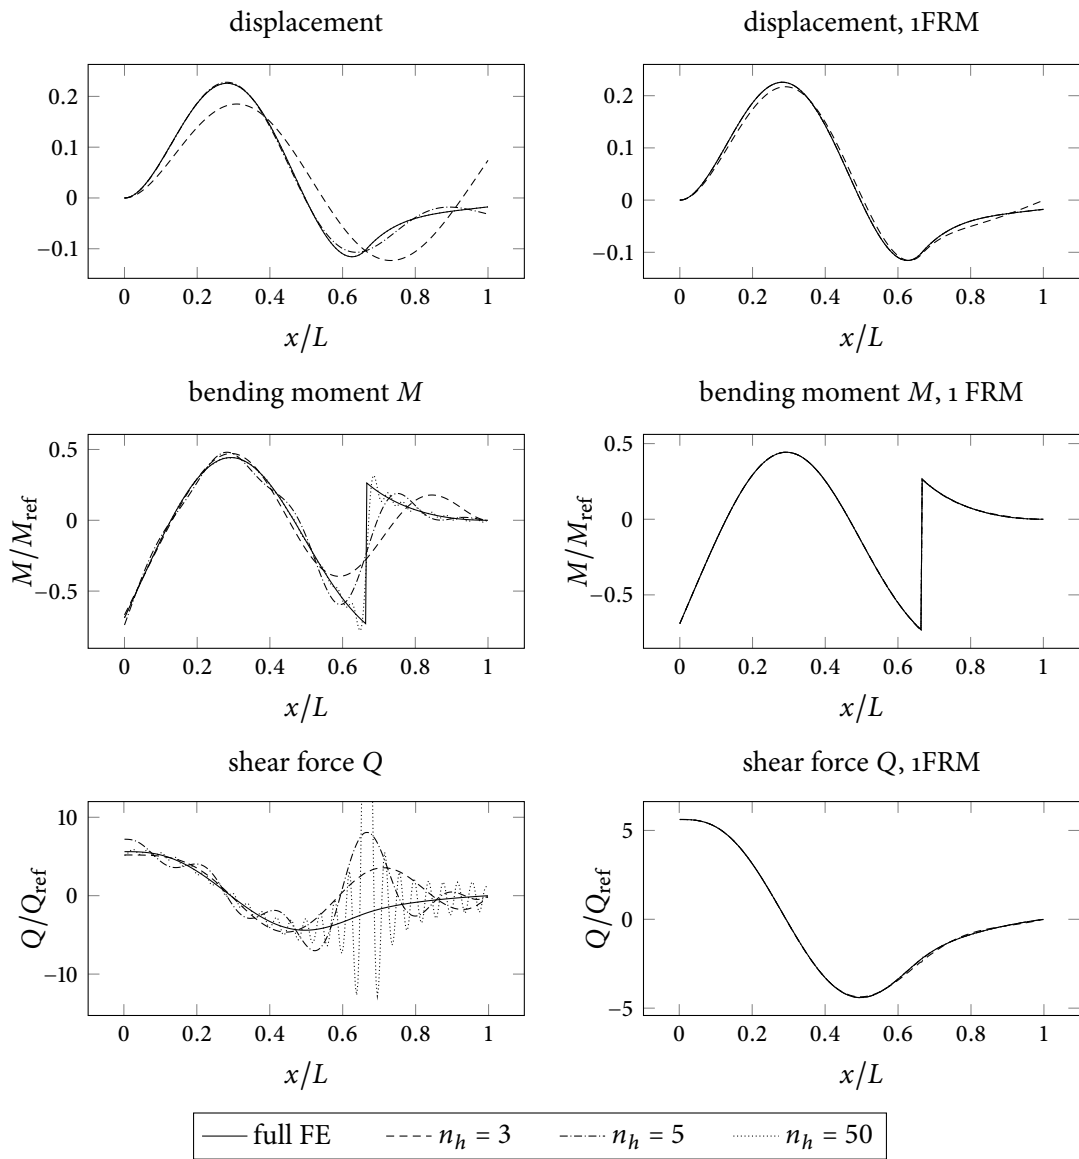 displacement
0.2
0.1
0
−0.1
0 0.2 0.4 0.6 0.8 1
x/L
displacement, 1FRM
0.2
0.1
0
−0.1
0 0.2 0.4 0.6 0.8 1
x/L
bending moment M
M/M_ref
0.5
0
−0.5
0 0.2 0.4 0.6 0.8 1
x/L
bending moment M, 1 FRM
M/M_ref
0.5
0
−0.5
0 0.2 0.4 0.6 0.8 1
x/L
shear force Q
Q/Q_ref
10
0
−10
0 0.2 0.4 0.6 0.8 1
x/L
shear force Q, 1FRM
Q/Q_ref
5
0
−5
0 0.2 0.4 0.6 0.8 1
x/L
full FE n_h = 3 n_h = 5 n_h = 50